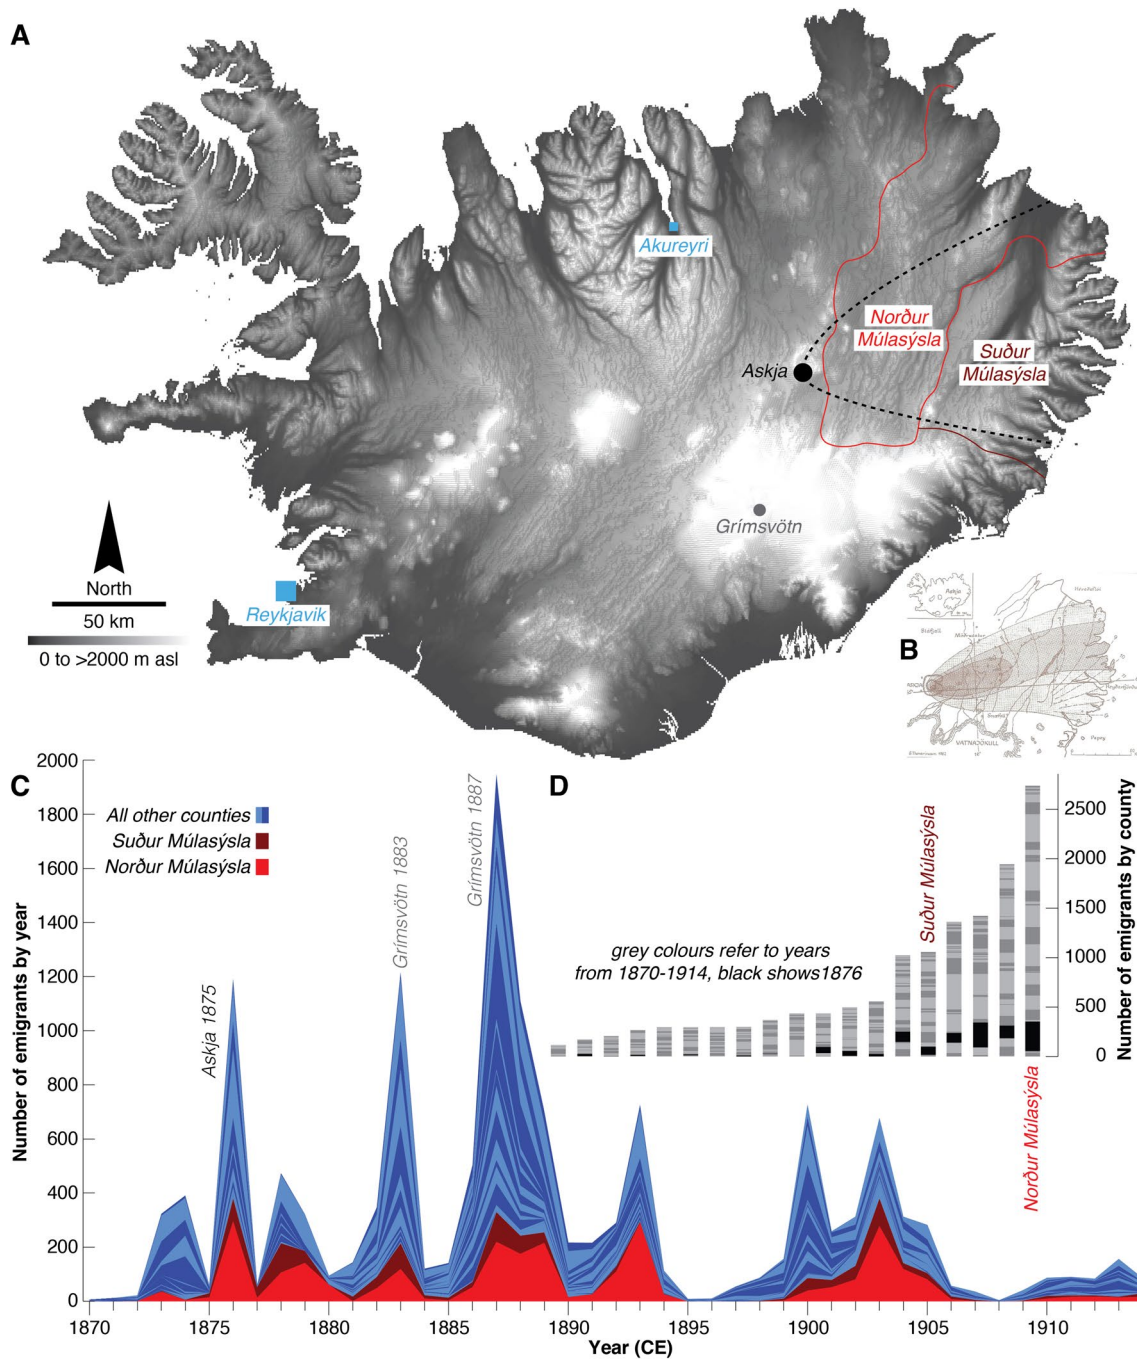 A
Akureyri
Norður
Múlasýsla
Suður
Múlasýsla
Askja
Grímsvötn
North
50 km
0 to >2000 m asl
Reykjavik
B
Askja
VATNAJÖKULL
C
2000
1800
1600
1400
1200
1000
800
600
400
200
0
Number of emigrants by year
All other counties
Suður Múlasýsla
Norður Múlasýsla
Askja 1875
Grímsvötn 1883
Grímsvötn 1887
1870
1875
1880
1885
1890
1895
1900
1905
1910
Year (CE)
D
grey colours refer to years
from 1870-1914, black shows1876
Suður Múlasýsla
Norður Múlasýsla
2500
2000
1500
1000
500
0
Number of emigrants by county